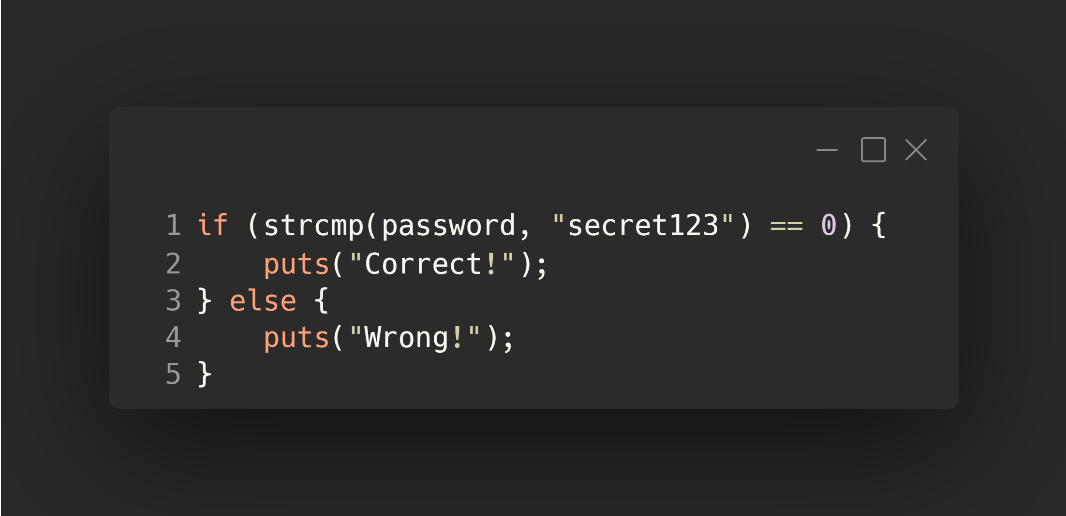 1 if (strcmp(password, "secret123") == 0) {
2     puts("Correct!");
3 } else {
4     puts("Wrong!");
5 }